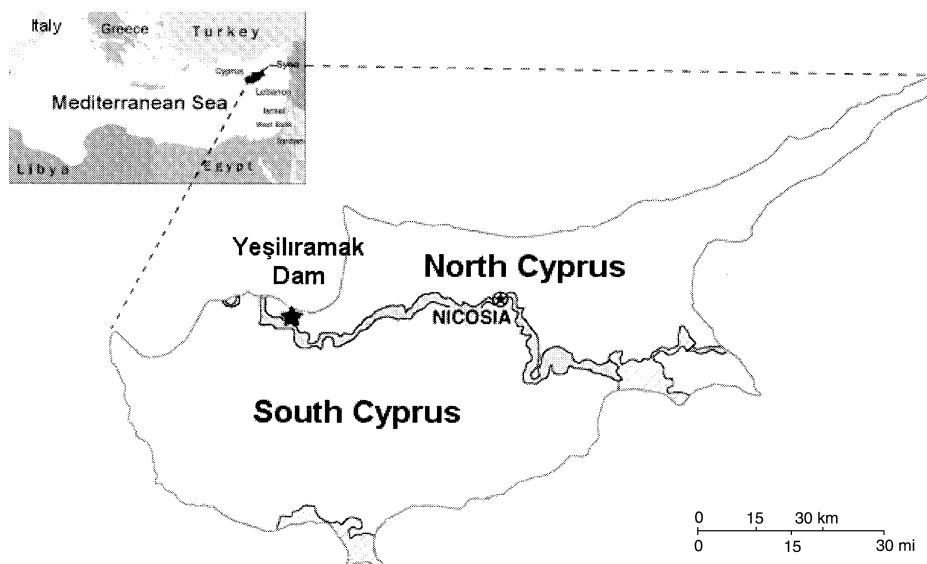 Italy
Greece
Turkey
Cyprus
Syria
Lebanon
Mediterranean Sea
Israel
West Bank
Jordan
Libya
Egypt
Yeşilıramak
Dam
North Cyprus
NICOSIA
South Cyprus
0 15 30 km
0 15 30 mi